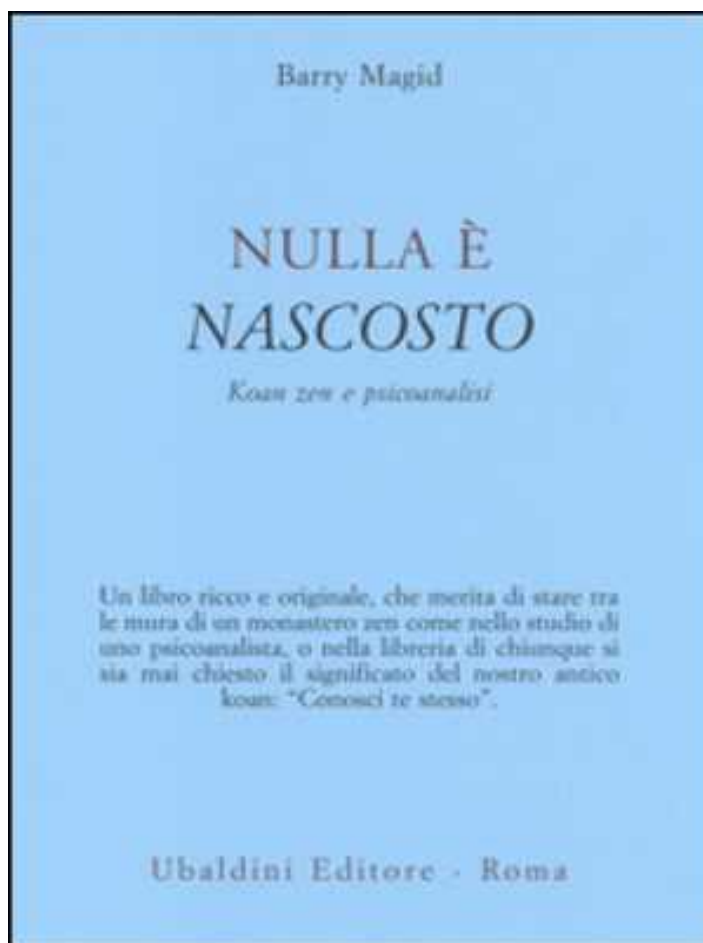 Barry Magid
NULLA È
NASCOSTO
Koan zen e psicoanalisi
Un libro ricco e originale, che merita di stare tra
le mura di un monastero zen come nello studio di
uno psicoanalista, o nella libreria di chiunque si
sia mai chiesto il significato del nostro antico
koan: “Conosci te stesso”.
Ubaldini Editore - Roma